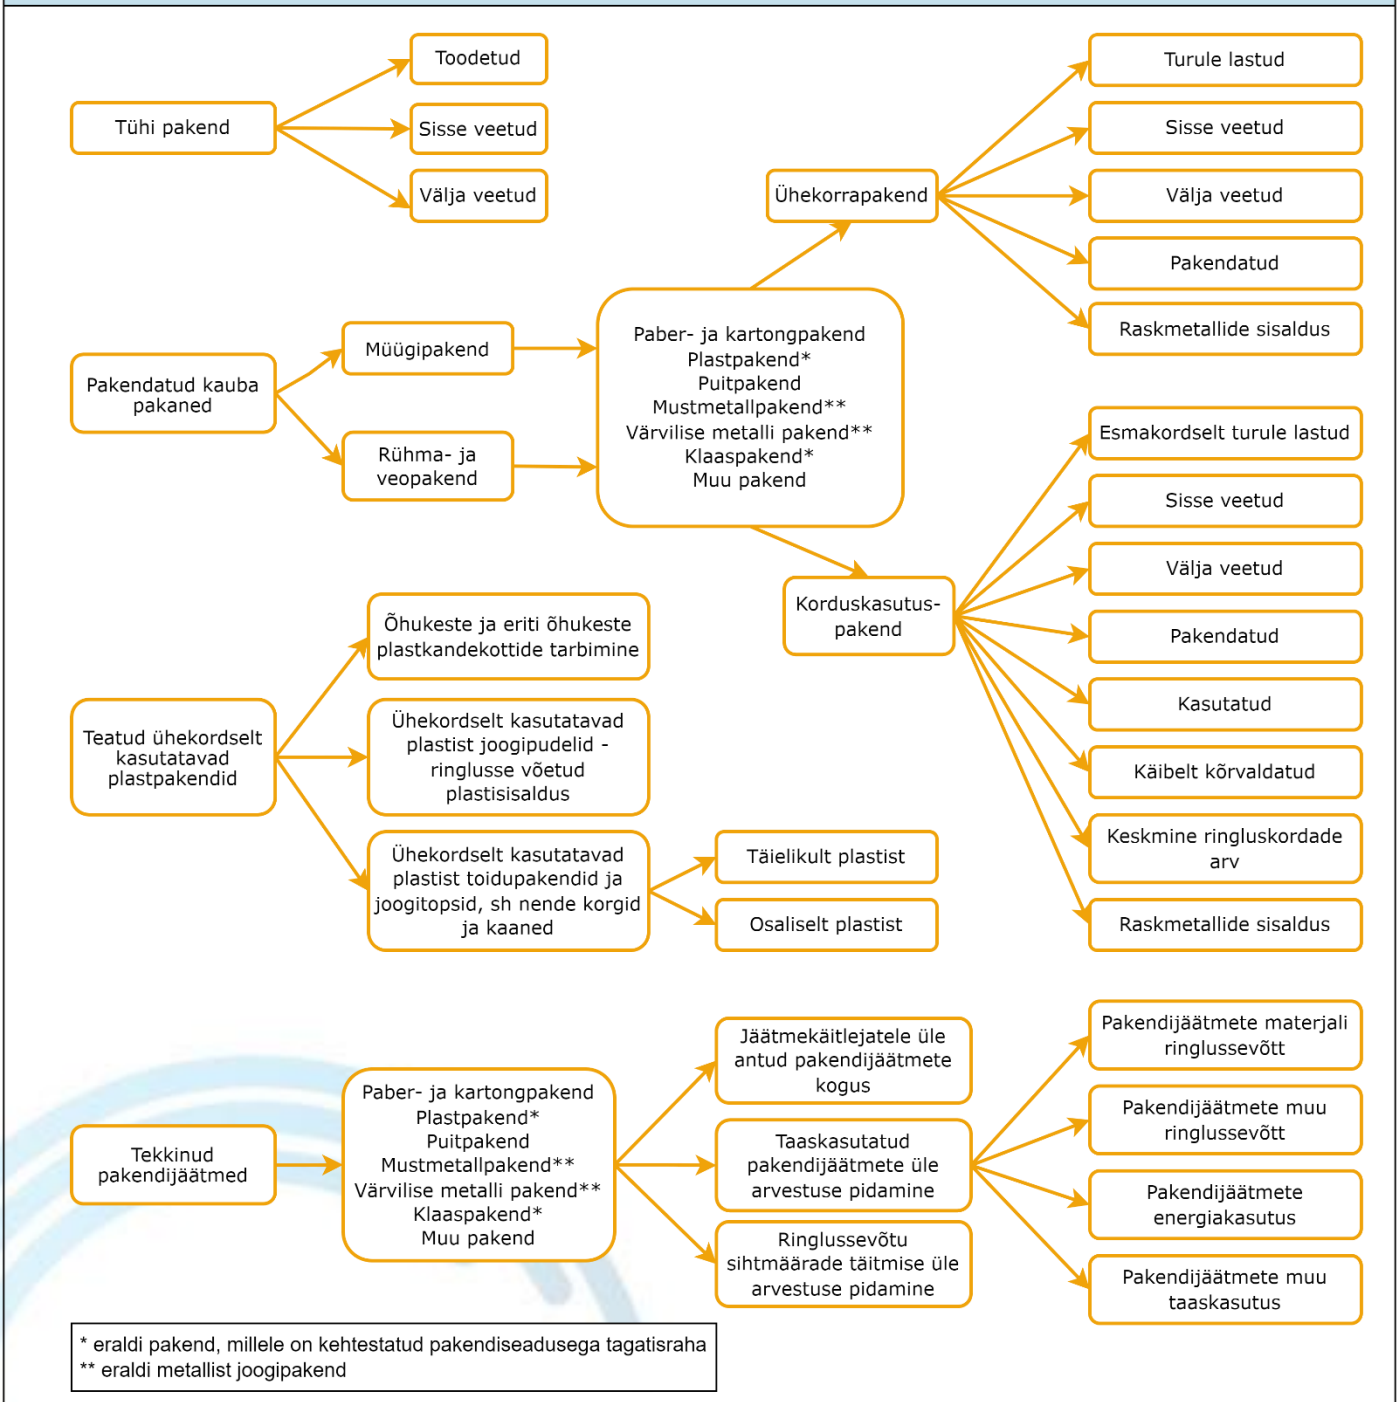 Tühi pakend
Toodetud
Sisse veetud
Välja veetud
Pakendatud kauba
pakaned
Müügipakend
Rühma- ja
veopakend
Paber- ja kartongpakend
Plastpakend*
Puitpakend
Mustmetallpakend**
Värvilise metalli pakend**
Klaaspakend*
Muu pakend
Ühekorrapakend
Turule lastud
Sisse veetud
Välja veetud
Pakendatud
Raskmetallide sisaldus
Korduskasutus-
pakend
Esmakordselt turule lastud
Sisse veetud
Välja veetud
Pakendatud
Kasutatud
Käibelt kõrvaldatud
Keskmine ringluskordade
arv
Raskmetallide sisaldus
Teatud ühekordselt
kasutatavad
plastpakendid
Õhukeste ja eriti õhukeste
plastkandekottide tarbimine
Ühekordselt kasutatavad
plastist joogipudelid -
ringlusse võetud
plastisisaldus
Ühekordselt kasutatavad
plastist toidupakendid ja
joogitopsid, sh nende korgid
ja kaaned
Täielikult plastist
Osaliselt plastist
Tekkinud
pakendijäätmed
Paber- ja kartongpakend
Plastpakend*
Puitpakend
Mustmetallpakend**
Värvilise metalli pakend**
Klaaspakend*
Muu pakend
Jäätmekäitlejatele üle
antud pakendijäätmete
kogus
Taaskasutatud
pakendijäätmete üle
arvestuse pidamine
Ringlussevõtu
sihtmäärade täitmise üle
arvestuse pidamine
Pakendijäätmete materjali
ringlussevõtt
Pakendijäätmete muu
ringlussevõtt
Pakendijäätmete
energiakasutus
Pakendijäätmete muu
taaskasutus
* eraldi pakend, millele on kehtestatud pakendiseadusega tagatisraha
** eraldi metallist joogipakend